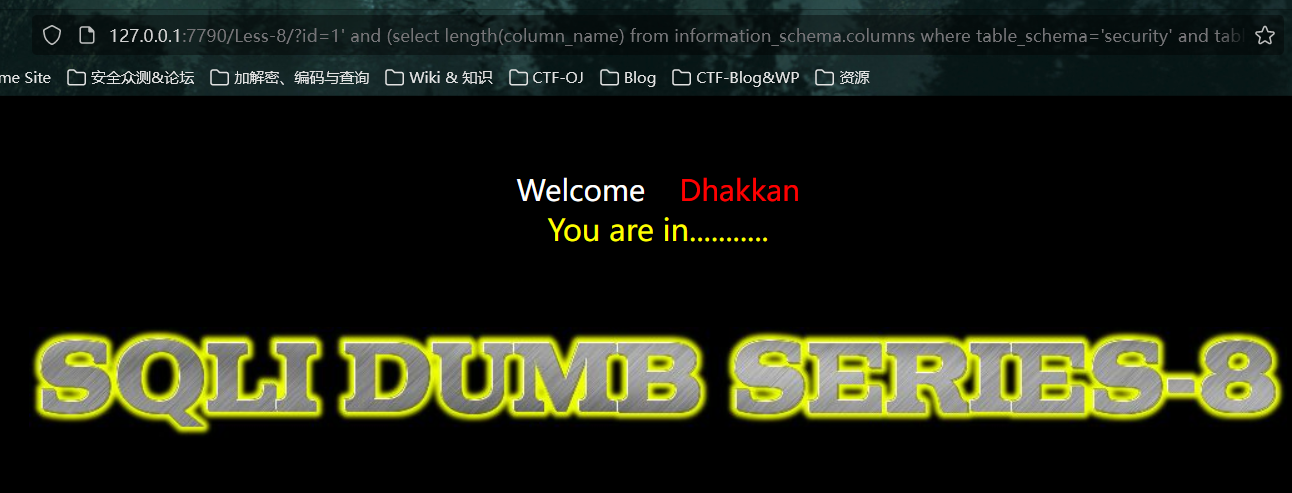 127.0.0.1:7790/Less-8/?id=1' and (select length(column_name) from information_schema.columns where table_schema='security' and tabl
me Site 安全众测&论坛 加解密、编码与查询 Wiki & 知识 CTF-OJ Blog CTF-Blog&WP 资源
Welcome Dhakkan
You are in...........
SQLI DUMB SERIES-8